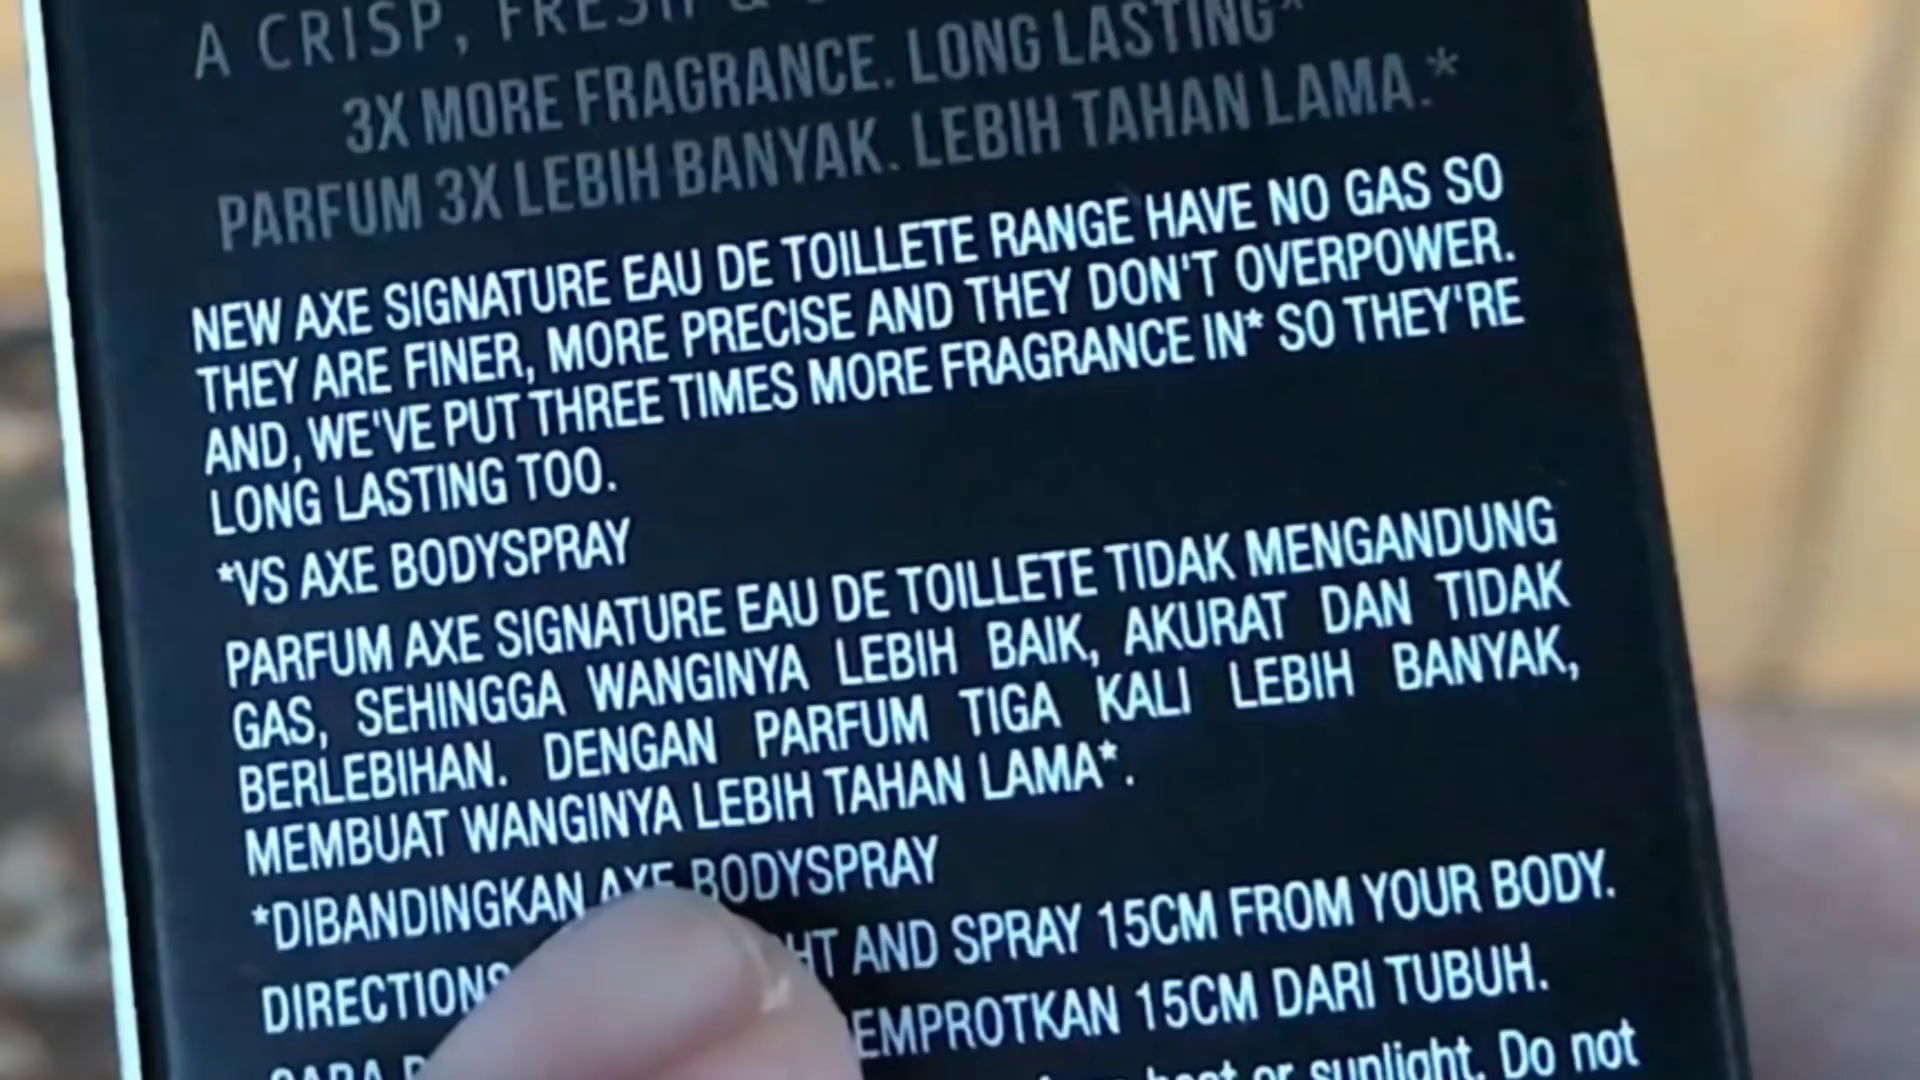 A CRISP, FRESH &
3X MORE FRAGRANCE. LONG LASTING*
PARFUM 3X LEBIH BANYAK. LEBIH TAHAN LAMA.*
NEW AXE SIGNATURE EAU DE TOILLETE RANGE HAVE NO GAS SO
THEY ARE FINER, MORE PRECISE AND THEY DON'T OVERPOWER.
AND, WE'VE PUT THREE TIMES MORE FRAGRANCE IN* SO THEY'RE
LONG LASTING TOO.
*VS AXE BODYSPRAY
PARFUM AXE SIGNATURE EAU DE TOILLETE TIDAK MENGANDUNG
GAS, SEHINGGA WANGINYA LEBIH BAIK, AKURAT DAN TIDAK
BERLEBIHAN. DENGAN PARFUM TIGA KALI LEBIH BANYAK,
MEMBUAT WANGINYA LEBIH TAHAN LAMA*.
*DIBANDINGKAN AXE BODYSPRAY
DIRECTIONS AND SPRAY 15CM FROM YOUR BODY.
15CM DARI TUBUH.
or sunlight. Do not